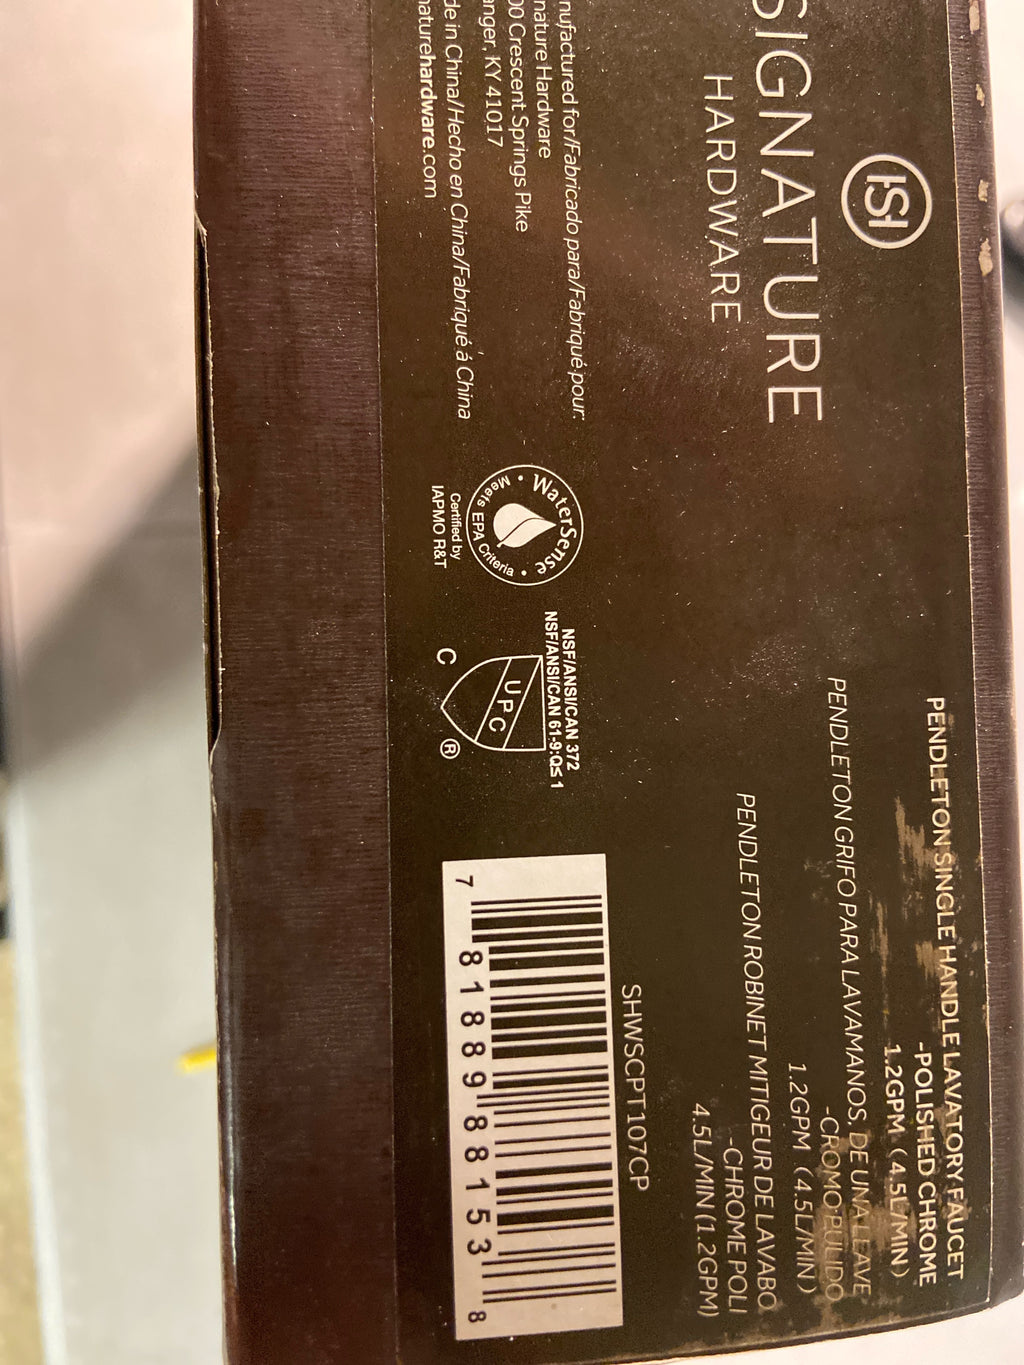 SIGNATURE
HARDWARE
nufactured for/Fabricado para/Fabriqué pour:
nature Hardware
00 Crescent Springs Pike
anger, KY 41017
de in China/Hecho en China/Fabriqué á China
naturehardware.com
WaterSense
Meets EPA Criteria
Certified by
IAPMO R&T
NSF/ANSI/CAN 372
NSF/ANSI/CAN 61-9:Q≤1
UPC
C
®
PENDLETON SINGLE HANDLE LAVATORY FAUCET
-POLISHED CHROME
1.2GPM (4.5L/MIN)
PENDLETON GRIFO PARA LAVAMANOS, DE UNA LEAVE
-CROMO PULIDO
1.2GPM (4.5L/MIN)
PENDLETON ROBINET MITIGEUR DE LAVABO
-CHROME POLI
4.5L/MIN (1.2GPM)
SHWSCPT107CP
7 81889 88153 8